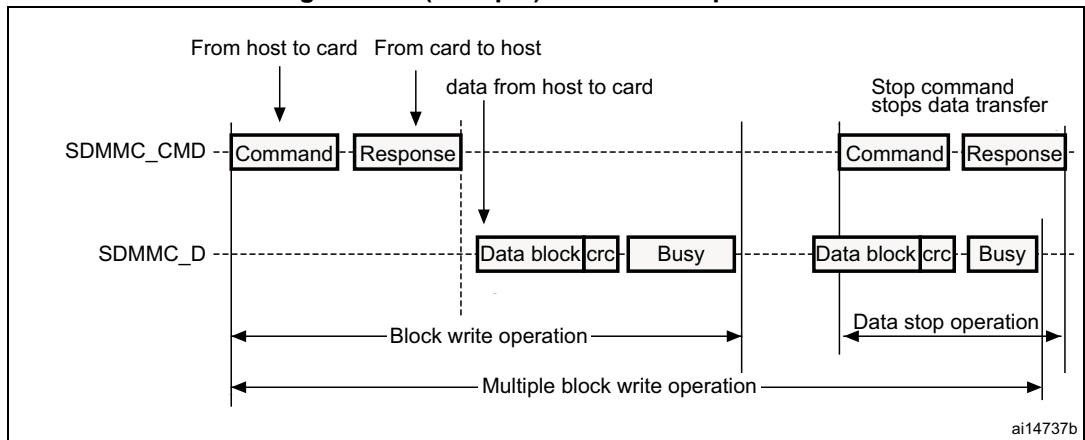 From host to card From card to host
data from host to card
Stop command
stops data transfer
SDMMC_CMD Command Response Command Response
SDMMC_D Data block crc Busy Data block crc Busy
Block write operation Data stop operation
Multiple block write operation
ai14737b